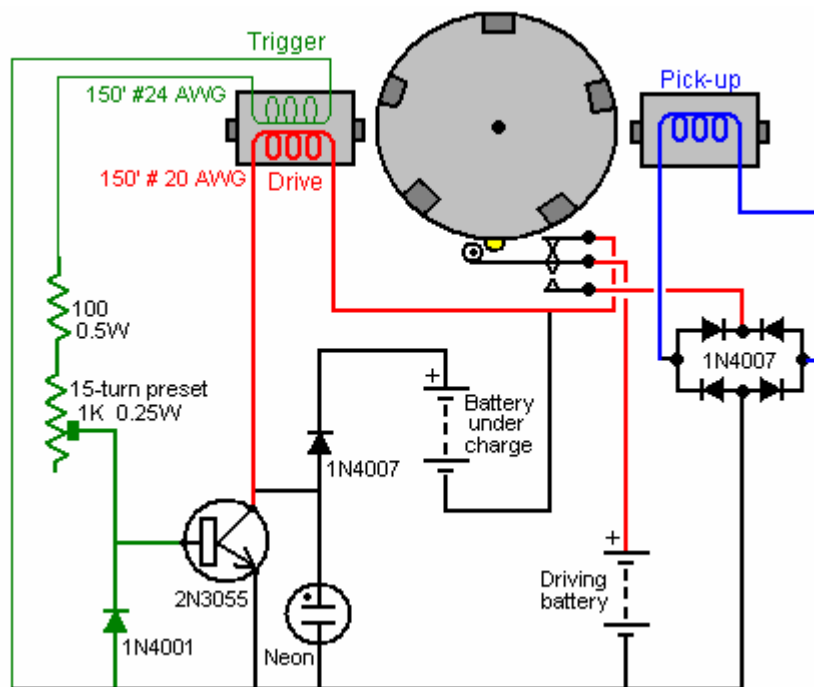 Trigger
150' #24 AWG
150' # 20 AWG
Drive
Pick-up
100
0.5W
15-turn preset
1K 0.25W
1N4007
+
Battery
under
charge
1N4007
2N3055
1N4001
Neon
+
Driving
battery